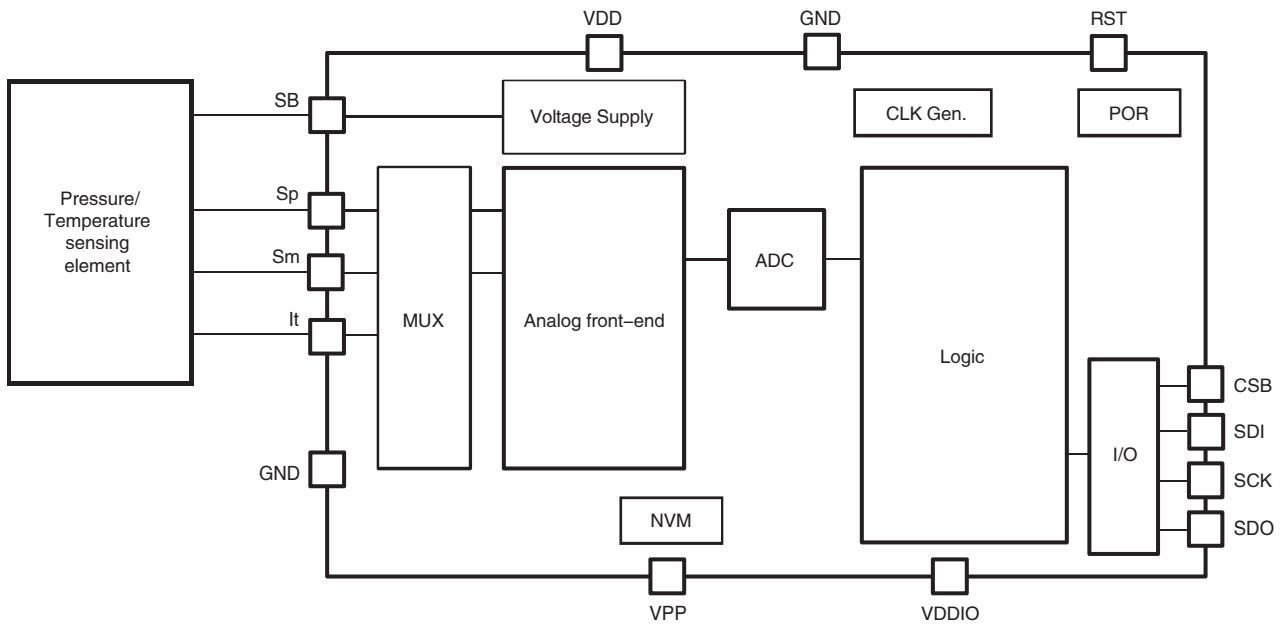 VDD
GND
RST
SB
Voltage Supply
CLK Gen.
POR
Pressure/
Temperature
sensing
element
Sp
Sm
It
MUX
Analog front–end
ADC
Logic
I/O
CSB
SDI
SCK
SDO
GND
NVM
VPP
VDDIO